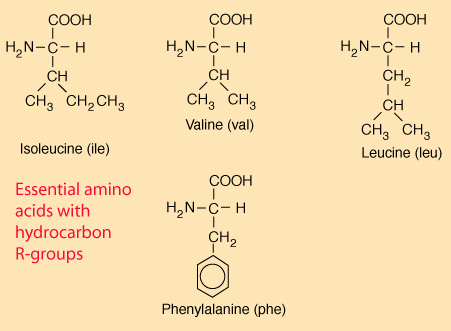 COOH COOH COOH
H₂N–C–H H₂N–C–H H₂N–C–H
CH CH CH₂
CH₃ CH₂CH₃ CH₃ CH₃ CH
CH₃ CH₃
Isoleucine (ile) Valine (val) Leucine (leu)
Essential amino
acids with
hydrocarbon
R-groups
COOH
H₂N–C–H
CH₂
Phenylalanine (phe)